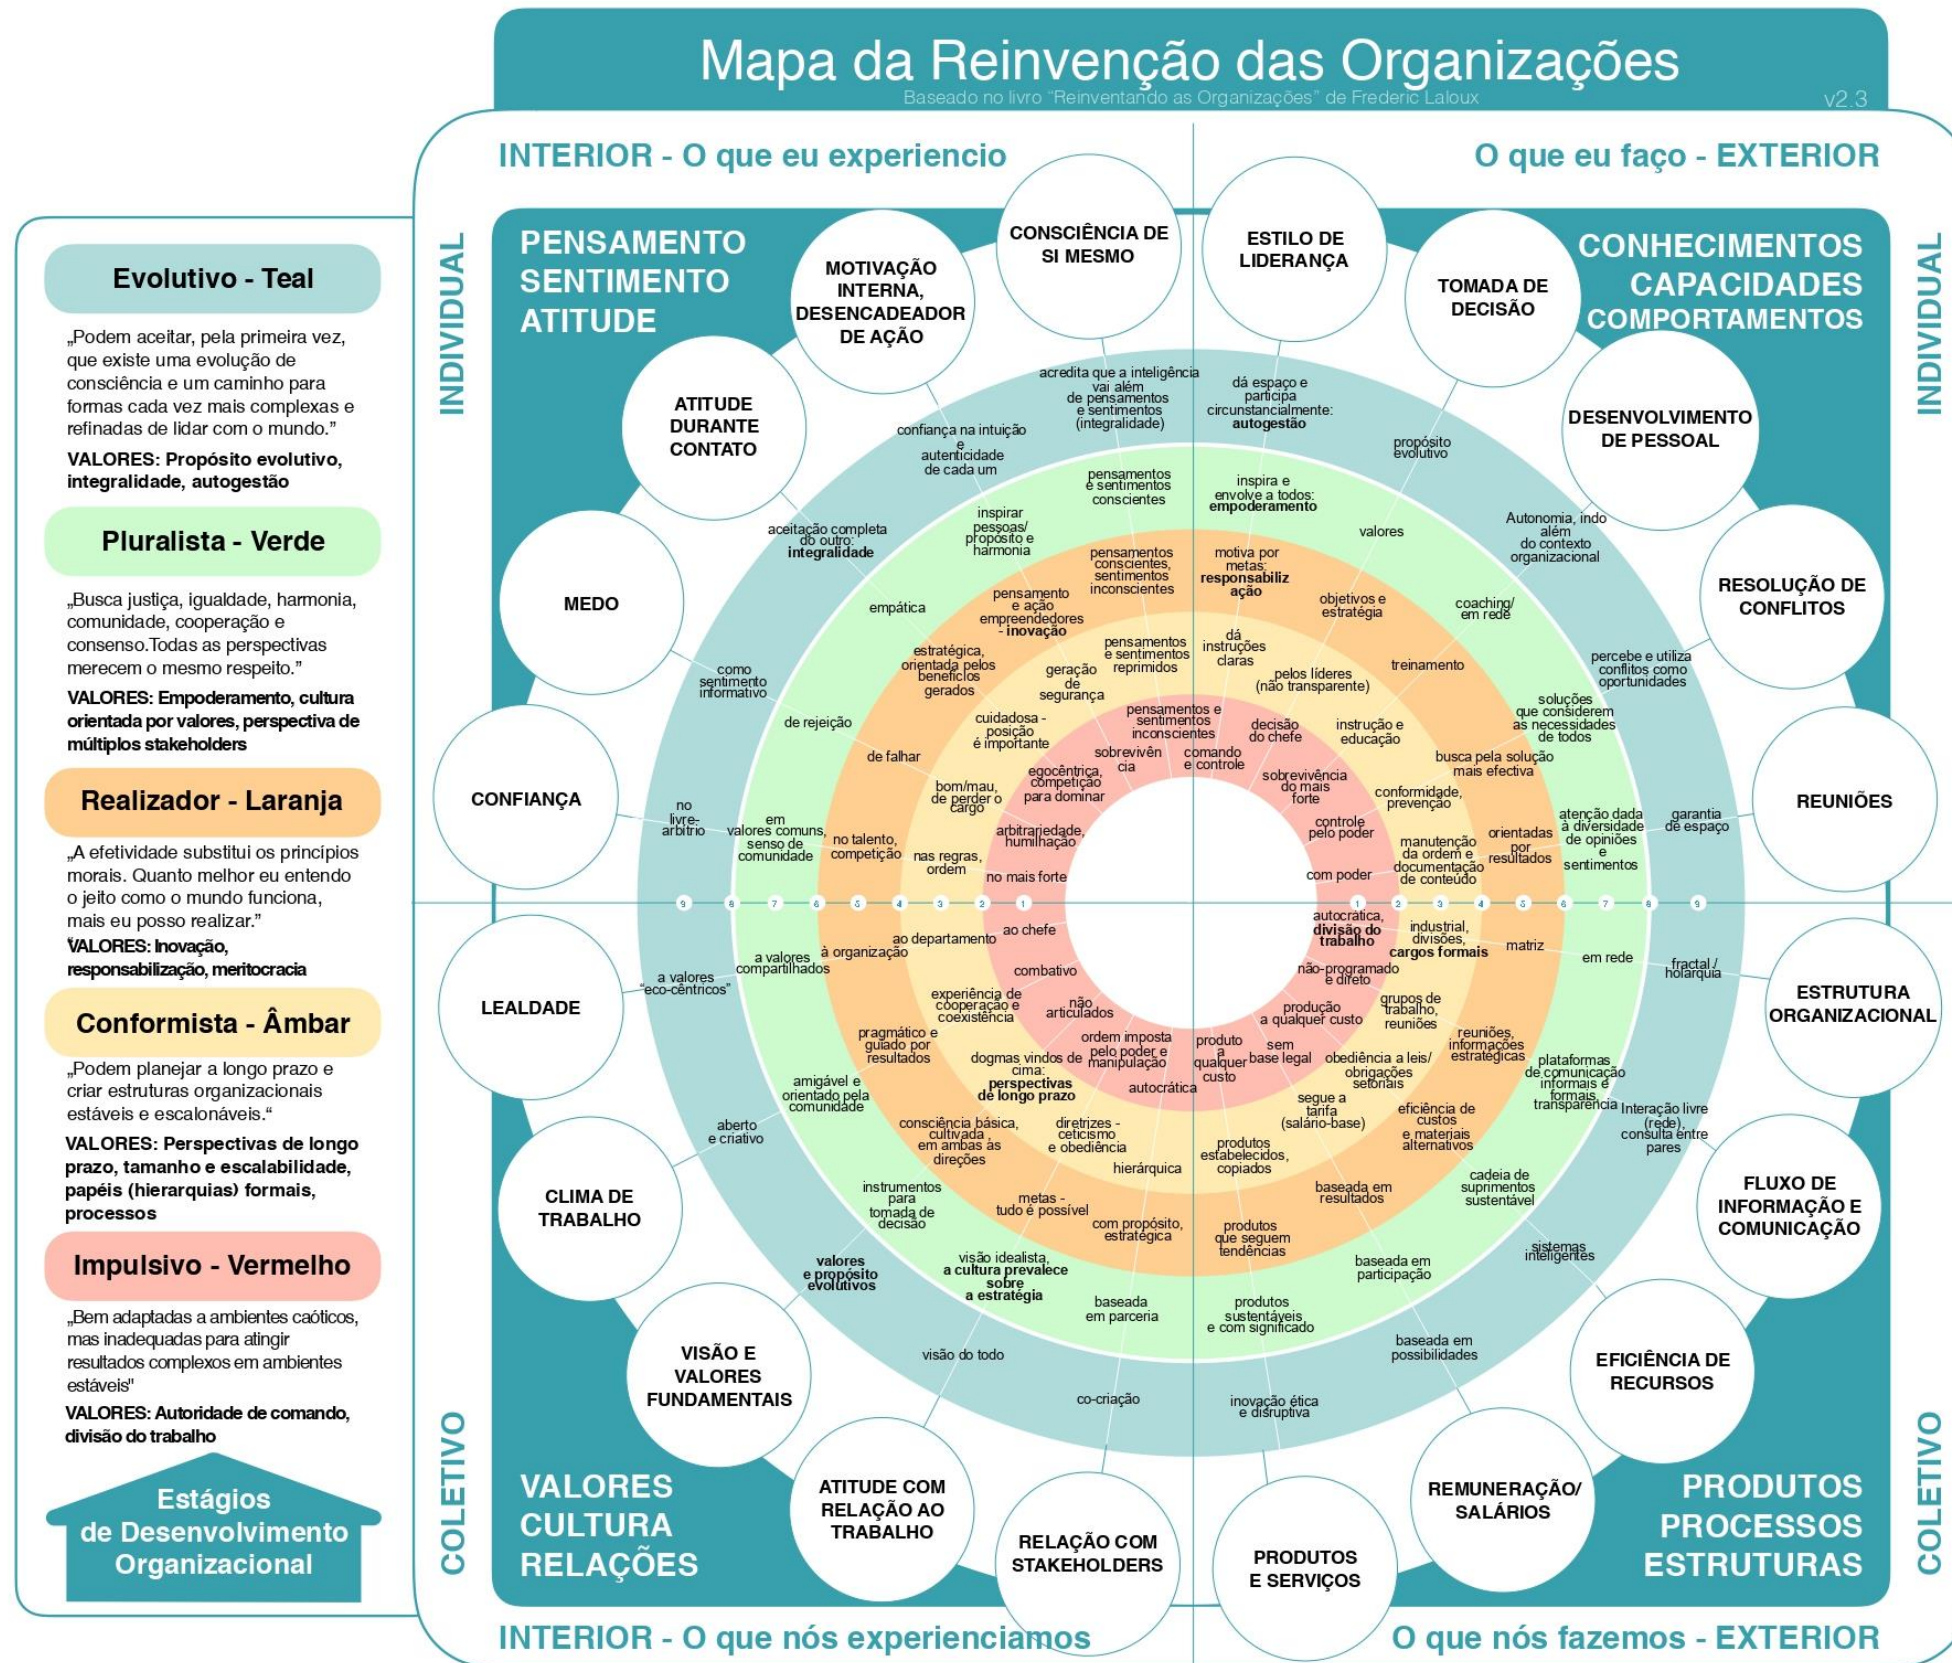 Mapa da Reinvenção das Organizações
Baseado no livro “Reinventando as Organizações” de Frederic Laloux
v2.3
INTERIOR - O que eu experiencio
O que eu faço - EXTERIOR
INDIVIDUAL
INDIVIDUAL
COLETIVO
COLETIVO
PENSAMENTO
SENTIMENTO
ATITUDE
CONHECIMENTOS
CAPACIDADES
COMPORTAMENTOS
VALORES
CULTURA
RELAÇÕES
PRODUTOS
PROCESSOS
ESTRUTURAS
INTERIOR - O que nós experienciamos
O que nós fazemos - EXTERIOR
Evolutivo - Teal
„Podem aceitar, pela primeira vez,
que existe uma evolução de
consciência e um caminho para
formas cada vez mais complexas e
refinadas de lidar com o mundo.”
VALORES: Propósito evolutivo,
integralidade, autogestão
Pluralista - Verde
„Busca justiça, igualdade, harmonia,
comunidade, cooperação e
consenso.Todas as perspectivas
merecem o mesmo respeito.”
VALORES: Empoderamento, cultura
orientada por valores, perspectiva de
múltiplos stakeholders
Realizador - Laranja
„A efetividade substitui os princípios
morais. Quanto melhor eu entendo
o jeito como o mundo funciona,
mais eu posso realizar.”
“
VALORES: Inovação,
responsabilização, meritocracia
Conformista - Âmbar
„Podem planejar a longo prazo e
criar estruturas organizacionais
estáveis e escalonáveis.“
VALORES: Perspectivas de longo
prazo, tamanho e escalabilidade,
papéis (hierarquias) formais,
processos
Impulsivo - Vermelho
„Bem adaptadas a ambientes caóticos,
mas inadequadas para atingir
resultados complexos em ambientes
estáveis"
VALORES: Autoridade de comando,
divisão do trabalho
Estágios
de Desenvolvimento
Organizacional
CONSCIÊNCIA DE
SI MESMO
acredita que a inteligência
vai além
de pensamentos
e sentimentos
(integralidade)
pensamentos
e sentimentos
conscientes
pensamentos
conscientes,
sentimentos
inconscientes
pensamentos
e sentimentos
reprimidos
pensamentos e
sentimentos
inconscientes
MOTIVAÇÃO
INTERNA,
DESENCADEADOR
DE AÇÃO
confiança na intuição
e
autenticidade
de cada um
inspirar
pessoas/
propósito e
harmonia
pensamento
e ação
empreendedores
- inovação
geração
de
segurança
sobrevivên
cia
ATITUDE
DURANTE
CONTATO
aceitação completa
do outro:
integralidade
empática
estratégica,
orientada pelos
benefícios
gerados
cuidadosa -
posição
é importante
egocêntrica,
competição
para dominar
MEDO
como
sentimento
informativo
de rejeição
de falhar
bom/mau,
de perder o
cargo
arbitrariedade,
humilhação
CONFIANÇA
no
livre-
arbítrio
em
valores comuns,
senso de
comunidade
no talento,
competição
nas regras,
ordem
no mais forte
ESTILO DE
LIDERANÇA
dá espaço e
participa
circunstancialmente:
autogestão
inspira e
envolve a todos:
empoderamento
motiva por
metas:
responsabiliz
ação
dá
instruções
claras
comando
e controle
TOMADA DE
DECISÃO
propósito
evolutivo
valores
objetivos e
estratégia
pelos líderes
(não transparente)
decisão
do chefe
DESENVOLVIMENTO
DE PESSOAL
Autonomia, indo
além
do contexto
organizacional
coaching/
em rede
treinamento
instrução e
educação
sobrevivência
do mais
forte
RESOLUÇÃO DE
CONFLITOS
percebe e utiliza
conflitos como
oportunidades
soluções
que considerem
as necessidades
de todos
busca pela solução
mais efectiva
conformidade,
prevenção
controle
pelo poder
REUNIÕES
garantia
de espaço
atenção dada
à diversidade
de opiniões
e
sentimentos
orientadas
por
resultados
manutenção
da ordem e
documentação
de conteúdo
com poder
9 8 7 6 5 4 3 2 1
1 2 3 4 5 6 7 8 9
LEALDADE
a valores
“eco-cêntricos”
a valores
compartilhados
à organização
ao departamento
ao chefe
CLIMA DE
TRABALHO
aberto
e criativo
amigável e
orientado pela
comunidade
pragmático e
guiado por
resultados
experiência de
cooperação e
coexistência
combativo
VISÃO E
VALORES
FUNDAMENTAIS
valores
e propósito
evolutivos
instrumentos
para
tomada de
decisão
consciência básica,
cultivada ,
em ambas as
direções
dogmas vindos de
cima:
perspectivas
de longo prazo
não
articulados
ATITUDE COM
RELAÇÃO AO
TRABALHO
visão do todo
visão idealista,
a cultura prevalece
sobre
a estratégia
metas -
tudo é possível
diretrizes -
ceticismo
e obediência
ordem imposta
pelo poder e
manipulação
RELAÇÃO COM
STAKEHOLDERS
co-criação
baseada
em parceria
com propósito,
estratégica
hierárquica
autocrática
ESTRUTURA
ORGANIZACIONAL
fractal /
holarquia
em rede
matriz
industrial,
divisões,
cargos formais
autocrática,
divisão do
trabalho
FLUXO DE
INFORMAÇÃO E
COMUNICAÇÃO
Interação livre
(rede),
consulta entre
pares
plataformas
de comunicação
informais e
formais,
transparência
reuniões,
informações
estratégicas
grupos de
trabalho,
reuniões
não-programado
e direto
EFICIÊNCIA DE
RECURSOS
sistemas
inteligentes
cadeia de
suprimentos
sustentável
eficiência de
custos
e materiais
alternativos
obediência a leis/
obrigações
setoriais
produção
a qualquer custo
REMUNERAÇÃO/
SALÁRIOS
baseada em
possibilidades
baseada em
participação
baseada em
resultados
segue a
tarifa
(salário-base)
sem
base legal
PRODUTOS
E SERVIÇOS
inovação ética
e disruptiva
produtos
sustentáveis
e com significado
produtos
que seguem
tendências
produtos
estabelecidos,
copiados
produto
a
qualquer
custo